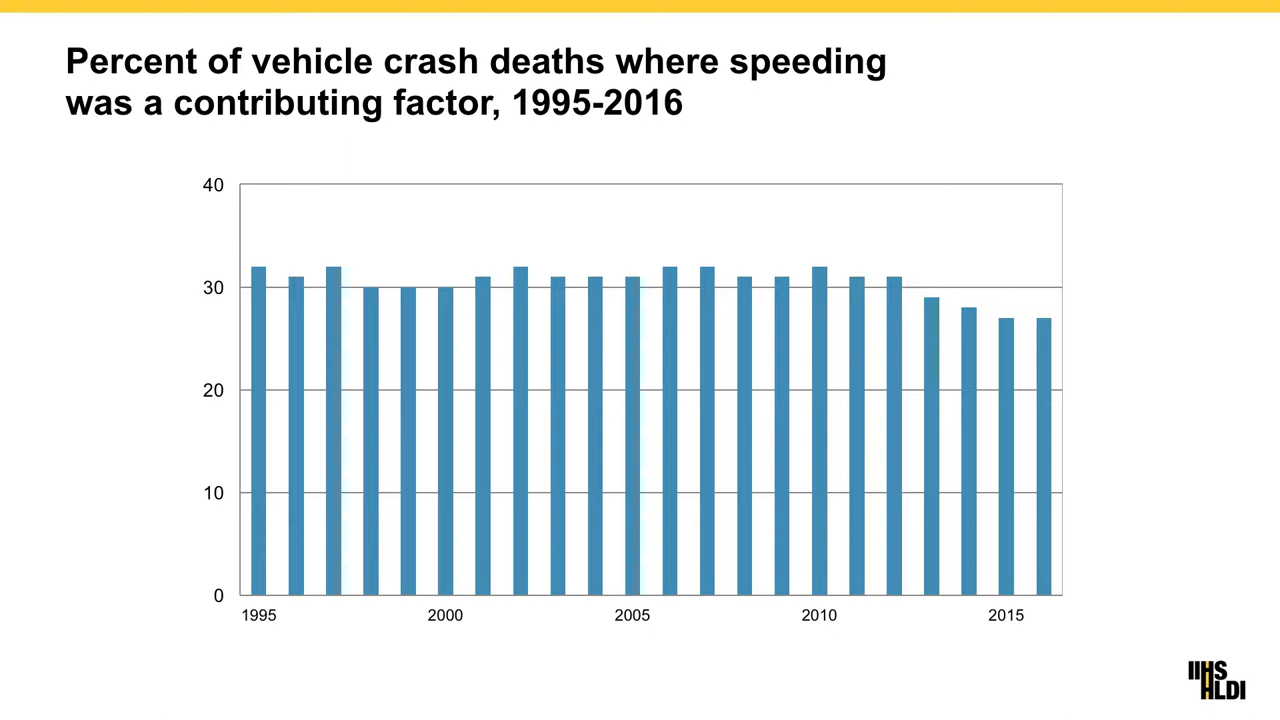 Percent of vehicle crash deaths where speeding
was a contributing factor, 1995-2016
40
30
20
10
0
1995 2000 2005 2010 2015
IIHS
HLDI